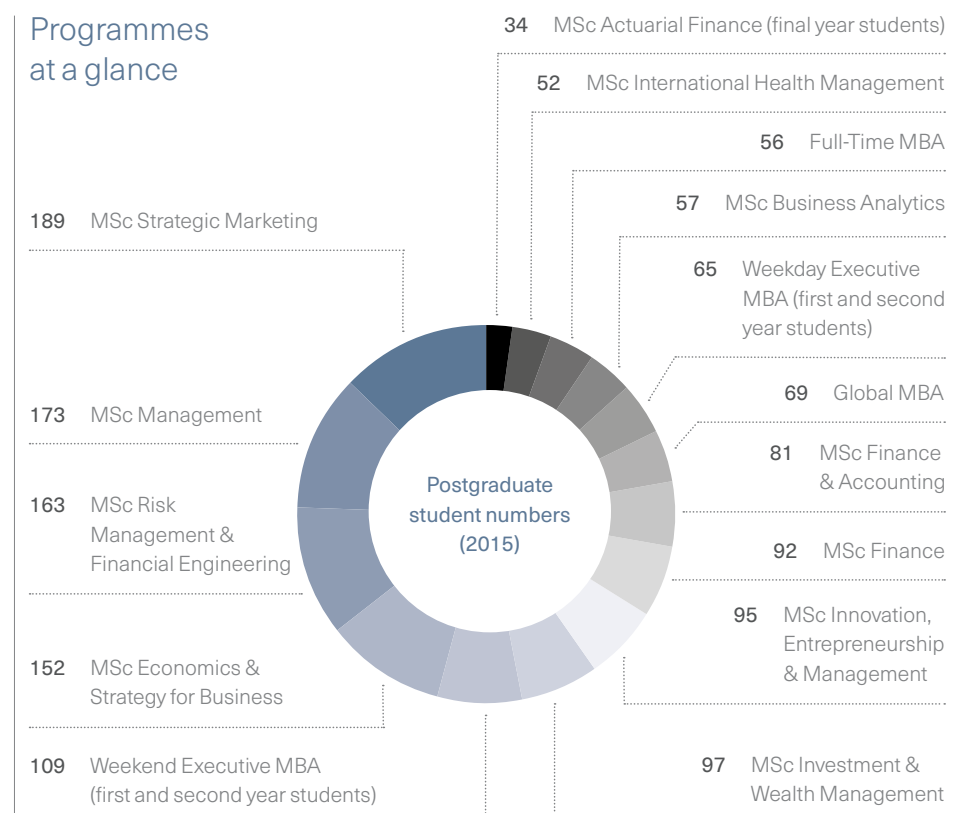 Programmes
at a glance
34 MSc Actuarial Finance (final year students)
52 MSc International Health Management
56 Full-Time MBA
57 MSc Business Analytics
65 Weekday Executive
MBA (first and second
year students)
69 Global MBA
81 MSc Finance
& Accounting
92 MSc Finance
95 MSc Innovation,
Entrepreneurship
& Management
97 MSc Investment &
Wealth Management
109 Weekend Executive MBA
(first and second year students)
152 MSc Economics &
Strategy for Business
163 MSc Risk
Management &
Financial Engineering
173 MSc Management
189 MSc Strategic Marketing
Postgraduate
student numbers
(2015)